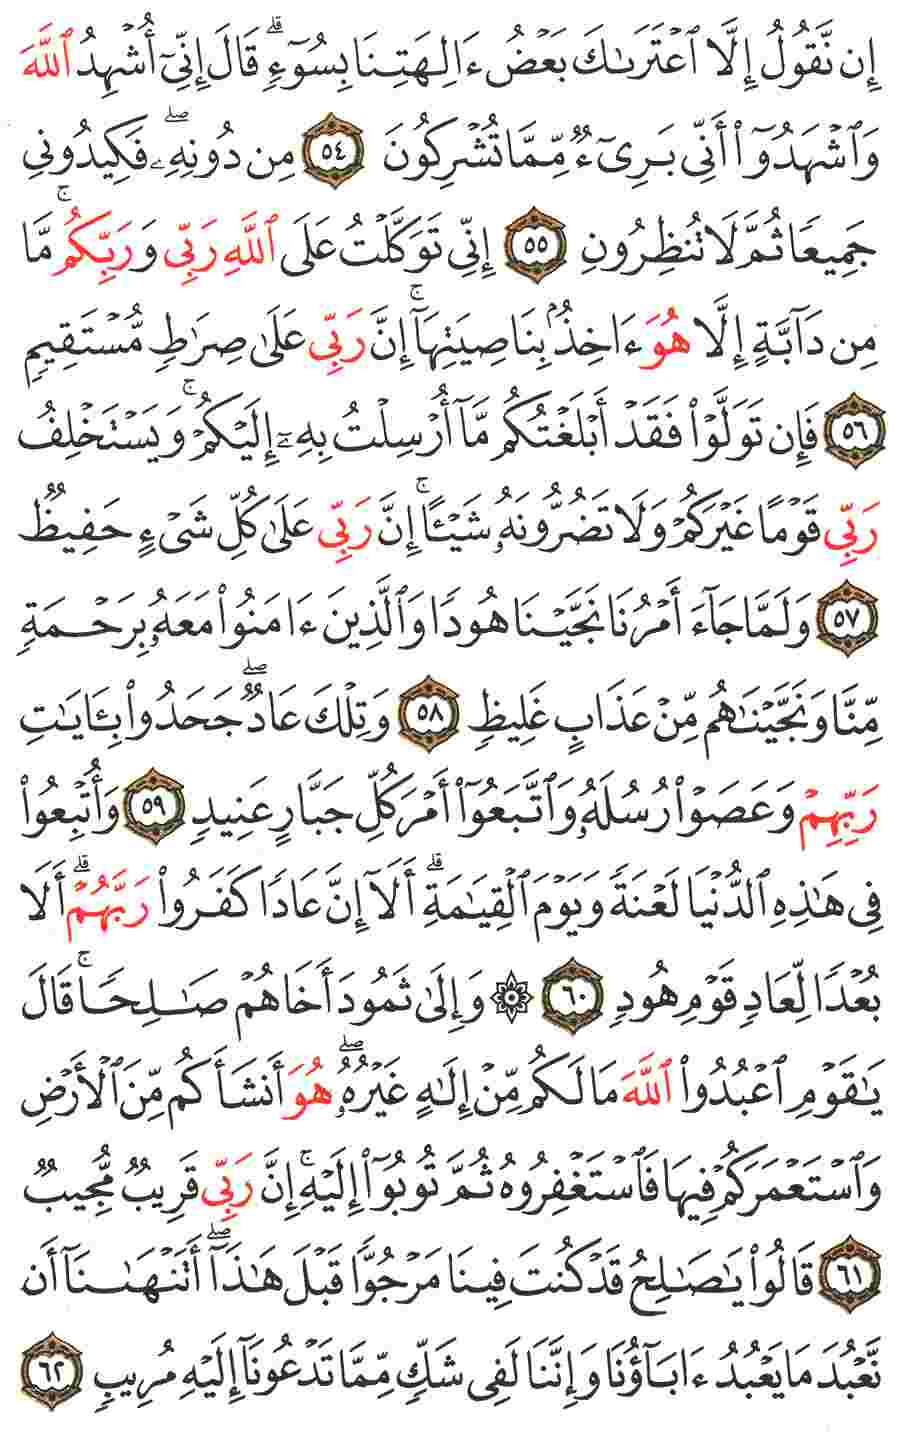 إِن نَّقُولُ إِلَّا ٱعْتَرَىٰكَ بَعْضُ ءَالِهَتِنَا بِسُوٓءٍۗ قَالَ إِنِّىٓ أُشْهِدُ ٱللَّهَ
وَٱشْهَدُوٓا۟ أَنِّى بَرِىٓءٌ مِّمَّا تُشْرِكُونَ ٥٤ مِن دُونِهِۦۖ فَكِيدُونِى
جَمِيعًا ثُمَّ لَا تُنظِرُونِ ٥٥ إِنِّى تَوَكَّلْتُ عَلَى ٱللَّهِ رَبِّى وَرَبِّكُمۚ مَّا
مِن دَآبَّةٍ إِلَّا هُوَ ءَاخِذٌۢ بِنَاصِيَتِهَآۚ إِنَّ رَبِّى عَلَىٰ صِرَٰطٍ مُّسْتَقِيمٍ
٥٦ فَإِن تَوَلَّوْا۟ فَقَدْ أَبْلَغْتُكُم مَّآ أُرْسِلْتُ بِهِۦٓ إِلَيْكُمْۚ وَيَسْتَخْلِفُ
رَبِّى قَوْمًا غَيْرَكُمْ وَلَا تَضُرُّونَهُۥ شَيْـًٔاۚ إِنَّ رَبِّى عَلَىٰ كُلِّ شَىْءٍ حَفِيظٌ
٥٧ وَلَمَّا جَآءَ أَمْرُنَا نَجَّيْنَا هُودًا وَٱلَّذِينَ ءَامَنُوا۟ مَعَهُۥ بِرَحْمَةٍ
مِّنَّا وَنَجَّيْنَٰهُم مِّنْ عَذَابٍ غَلِيظٍ ٥٨ وَتِلْكَ عَادٌۖ جَحَدُوا۟ بِـَٔايَٰتِ
رَبِّهِمْ وَعَصَوْا۟ رُسُلَهُۥ وَٱتَّبَعُوٓا۟ أَمْرَ كُلِّ جَبَّارٍ عَنِيدٍ ٥٩ وَأُتْبِعُوا۟
فِى هَٰذِهِ ٱلدُّنْيَا لَعْنَةً وَيَوْمَ ٱلْقِيَٰمَةِۗ أَلَآ إِنَّ عَادًا كَفَرُوا۟ رَبَّهُمْۗ أَلَا
بُعْدًا لِّعَادٍ قَوْمِ هُودٍ ٦٠ ۞ وَإِلَىٰ ثَمُودَ أَخَاهُمْ صَٰلِحًاۚ قَالَ
يَٰقَوْمِ ٱعْبُدُوا۟ ٱللَّهَ مَا لَكُم مِّنْ إِلَٰهٍ غَيْرُهُۥۖ هُوَ أَنشَأَكُم مِّنَ ٱلْأَرْضِ
وَٱسْتَعْمَرَكُمْ فِيهَا فَٱسْتَغْفِرُوهُ ثُمَّ تُوبُوٓا۟ إِلَيْهِۚ إِنَّ رَبِّى قَرِيبٌ مُّجِيبٌ
٦١ قَالُوا۟ يَٰصَٰلِحُ قَدْ كُنتَ فِينَا مَرْجُوًّا قَبْلَ هَٰذَآۖ أَتَنْهَىٰنَآ أَن
نَّعْبُدَ مَا يَعْبُدُ ءَابَآؤُنَا وَإِنَّنَا لَفِى شَكٍّ مِّمَّا تَدْعُونَآ إِلَيْهِ مُرِيبٍ ٦٢